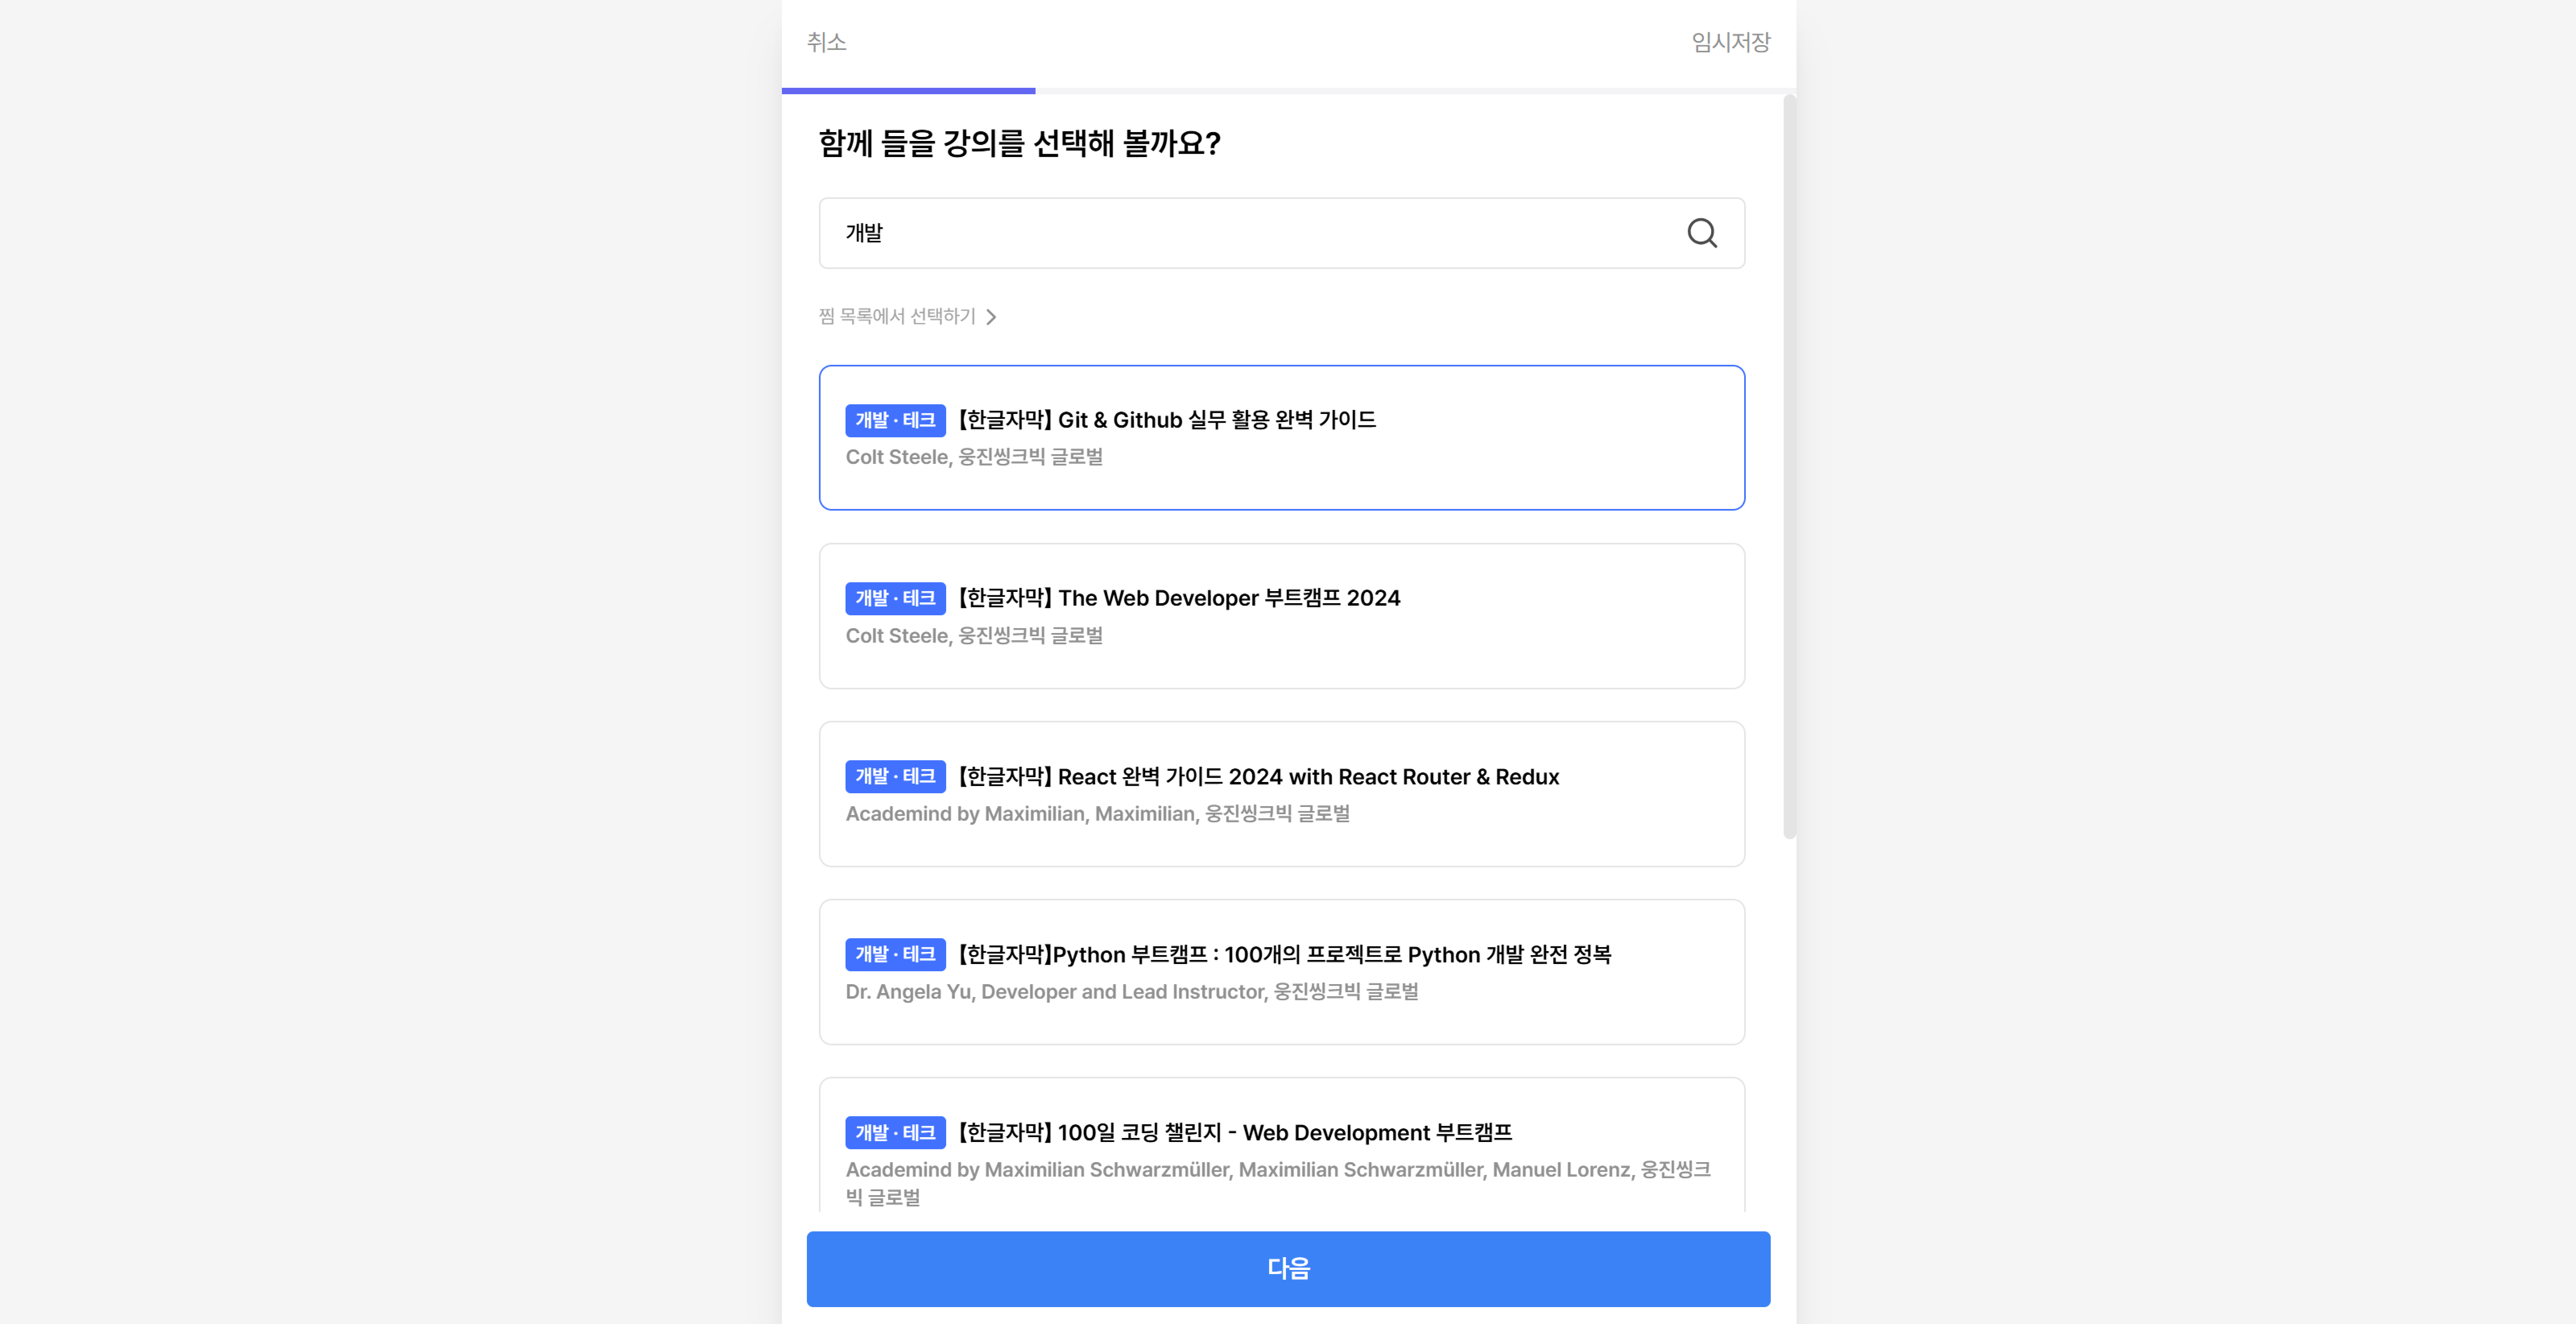 취소 임시저장
함께 들을 강의를 선택해 볼까요?
개발
찜 목록에서 선택하기
개발 · 테크 【한글자막】 Git & Github 실무 활용 완벽 가이드
Colt Steele, 웅진씽크빅 글로벌
개발 · 테크 【한글자막】 The Web Developer 부트캠프 2024
Colt Steele, 웅진씽크빅 글로벌
개발 · 테크 【한글자막】 React 완벽 가이드 2024 with React Router & Redux
Academind by Maximilian, Maximilian, 웅진씽크빅 글로벌
개발 · 테크 【한글자막】Python 부트캠프 : 100개의 프로젝트로 Python 개발 완전 정복
Dr. Angela Yu, Developer and Lead Instructor, 웅진씽크빅 글로벌
개발 · 테크 【한글자막】 100일 코딩 챌린지 - Web Development 부트캠프
Academind by Maximilian Schwarzmüller, Maximilian Schwarzmüller, Manuel Lorenz, 웅진씽크
빅 글로벌
다음